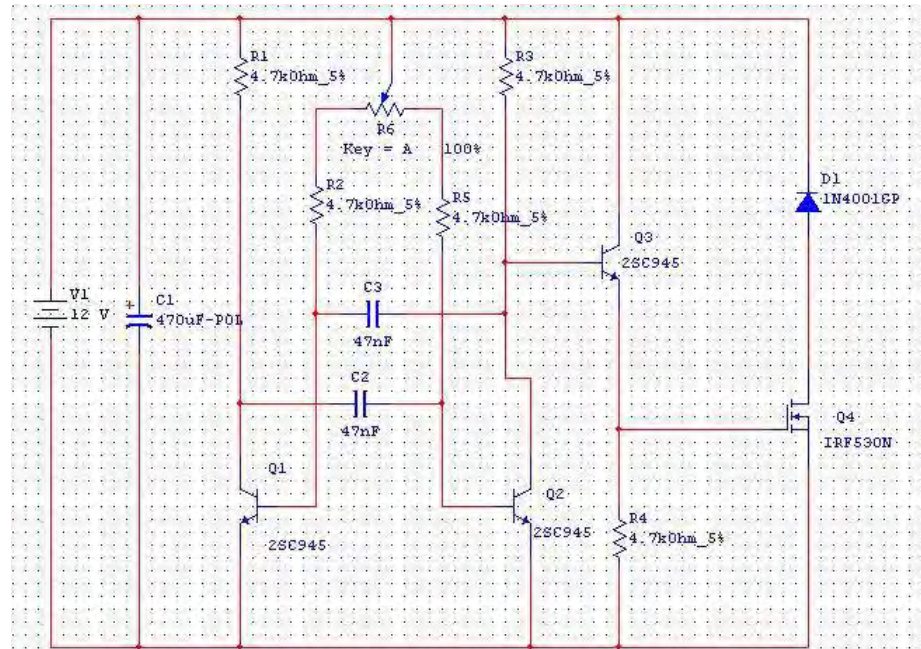 R1
4.7kOhm_5%
R3
4.7kOhm_5%
R6
Key = A 100%
R2
4.7kOhm_5%
R5
4.7kOhm_5%
D1
1N4001GP
Q3
2SC945
V1
12 V
C1
470uF-POL
C3
47nF
C2
47nF
Q4
IRF530N
Q1
2SC945
Q2
2SC945
R4
4.7kOhm_5%